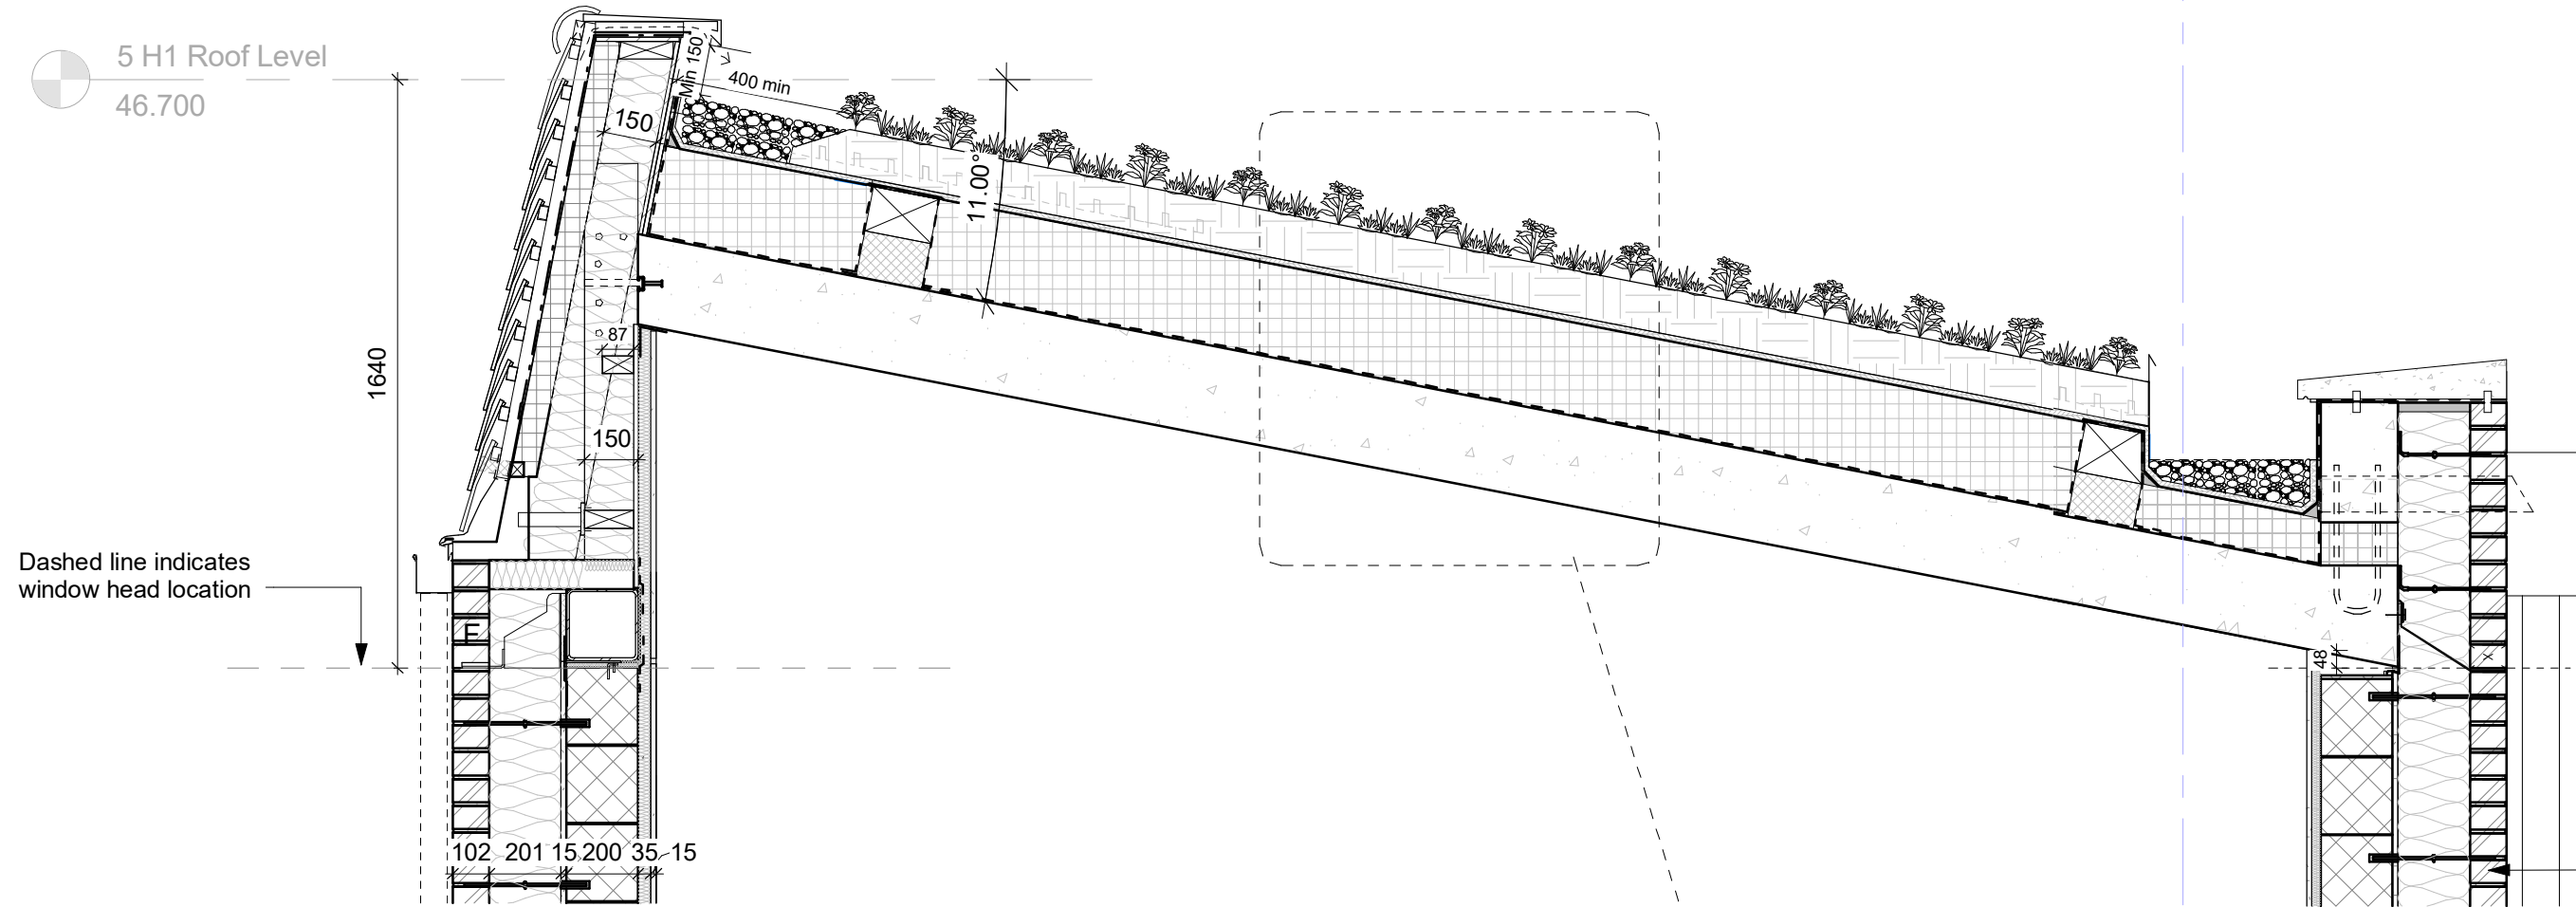 5 H1 Roof Level
46.700
Min 150
400 min
150
11.00°
1640
87
150
Dashed line indicates
window head location
F
48
102 201 15 200 35 15